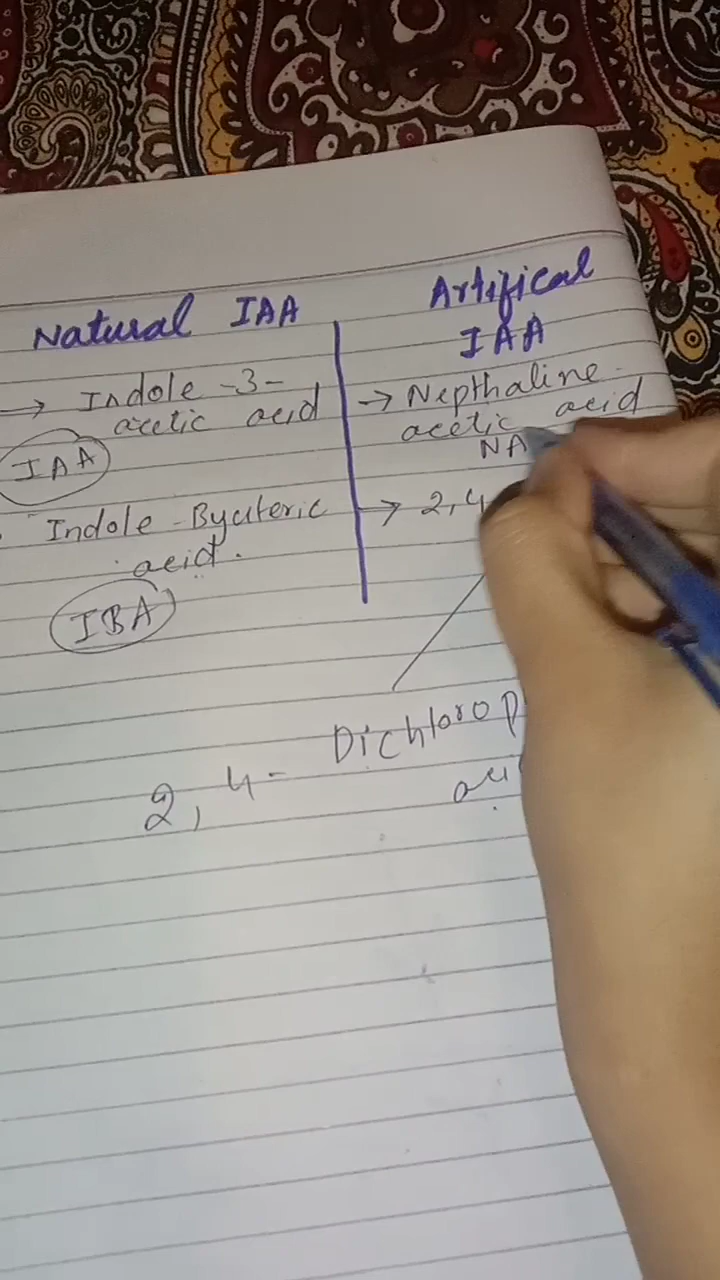 Natural IAA
→ Indole -3-
acetic acid
IAA
Indole -Byuteric
acid.
IBA
Artifical
IAA
→ Nepthaline
acetic acid
NA
→ 2,4
2,4- Dichlorop